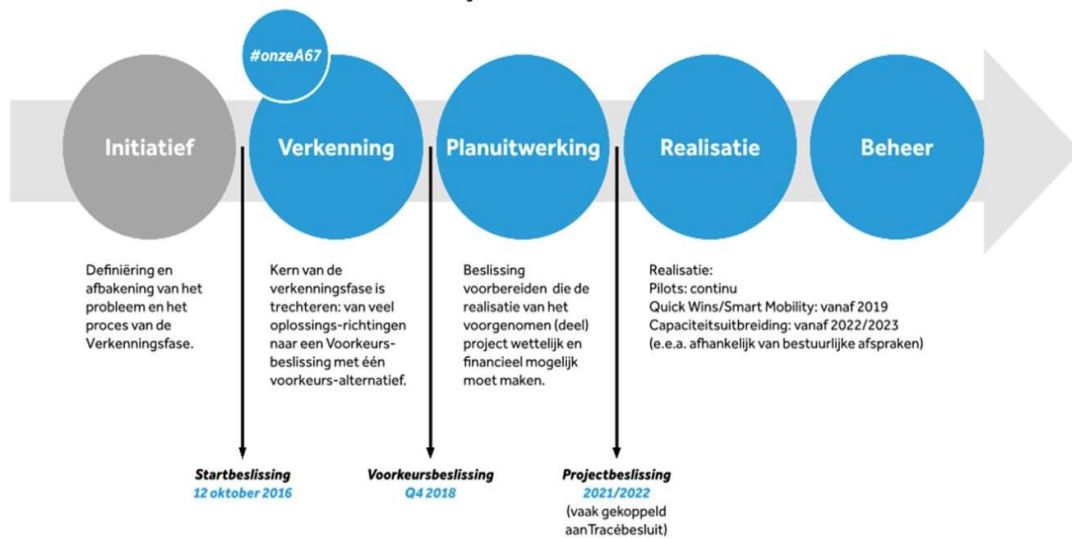 #onzeA67
Initiatief
Verkenning
Planuitwerking
Realisatie
Beheer
Definiëring en
afbakening van het
probleem en het
proces van de
Verkenningsfase.
Kern van de
verkenningsfase is
trechteren: van veel
oplossings-richtingen
naar een Voorkeurs-
beslissing met één
voorkeurs-alternatief.
Beslissing
voorbereiden die de
realisatie van het
voorgenomen (deel)
project wettelijk en
financieel mogelijk
moet maken.
Realisatie:
Pilots: continu
Quick Wins/Smart Mobility: vanaf 2019
Capaciteitsuitbreiding: vanaf 2022/2023
(e.e.a. afhankelijk van bestuurlijke afspraken)
Startbeslissing
12 oktober 2016
Voorkeursbeslissing
Q4 2018
Projectbeslissing
2021/2022
(vaak gekoppeld
aanTracébesluit)